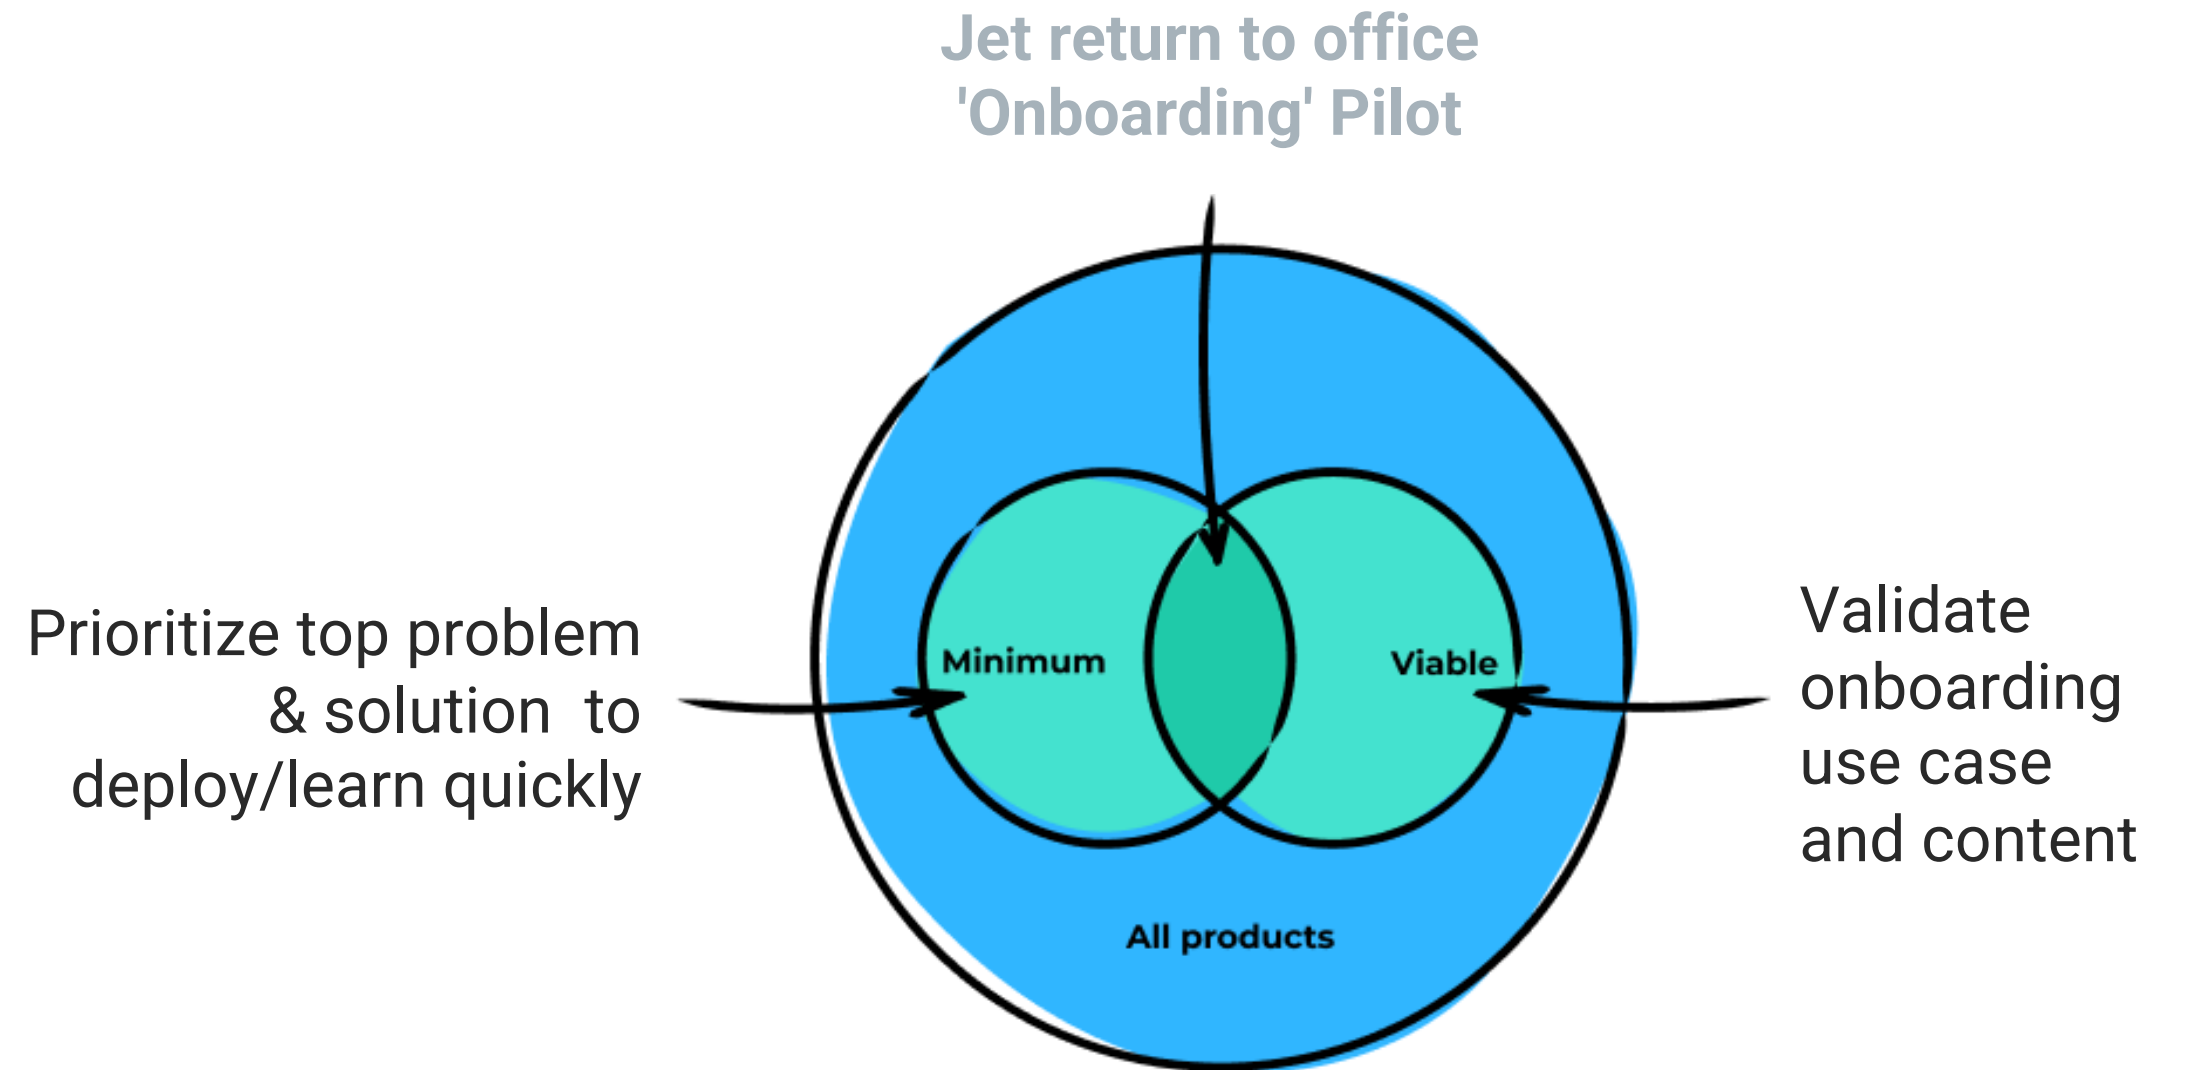 Jet return to office
'Onboarding' Pilot
Prioritize top problem
& solution  to
deploy/learn quickly
Minimum
Viable
All products
Validate
onboarding
use case
and content